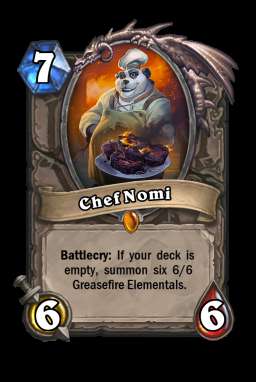 7
Chef Nomi
Battlecry: If your deck is
empty, summon six 6/6
Greasefire Elementals.
6 6